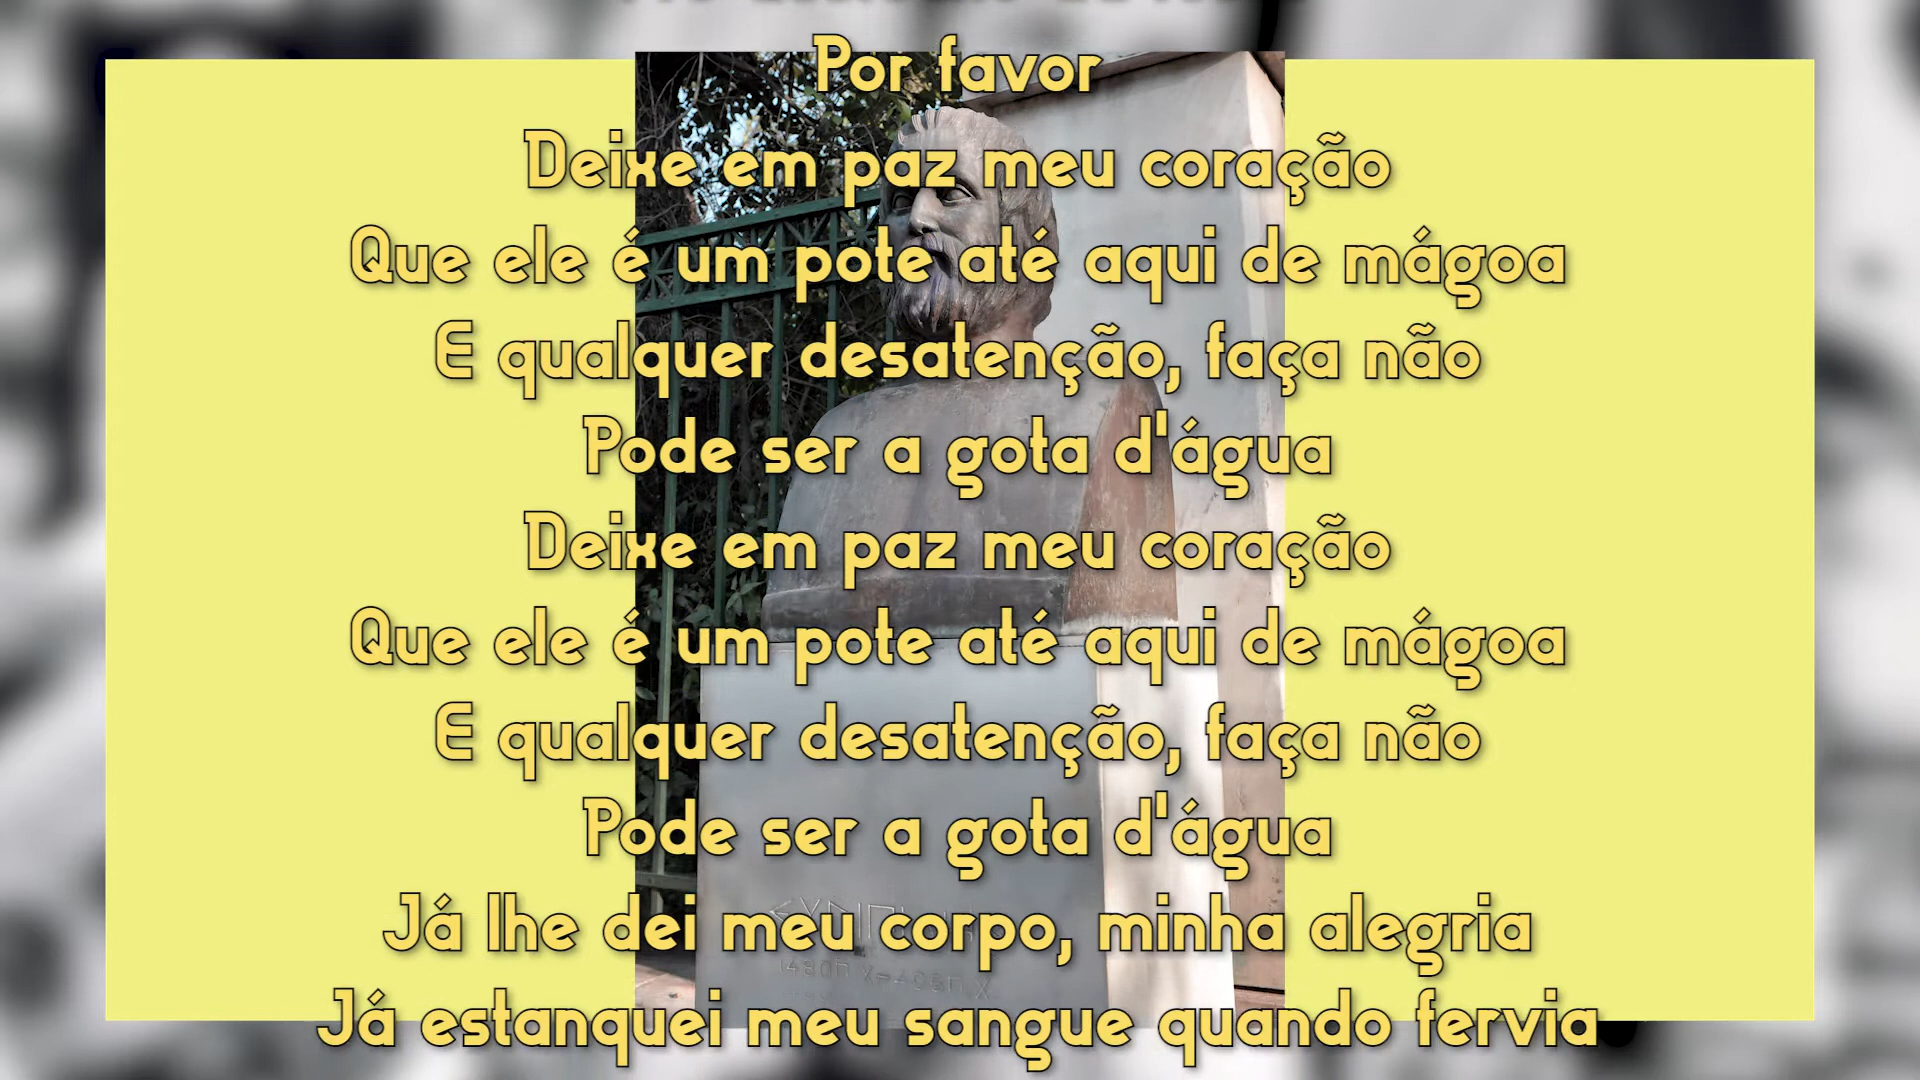 Por favor
Deixe em paz meu coração
Que ele é um pote até aqui de mágoa
E qualquer desatenção, faça não
Pode ser a gota d'água
Deixe em paz meu coração
Que ele é um pote até aqui de mágoa
E qualquer desatenção, faça não
Pode ser a gota d'água
Já lhe dei meu corpo, minha alegria
Já estanquei meu sangue quando fervia